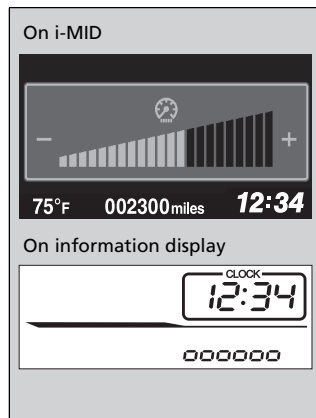 On i-MID
− +
75°F 002300 miles 12:34
On information display
CLOCK
12:34
000000